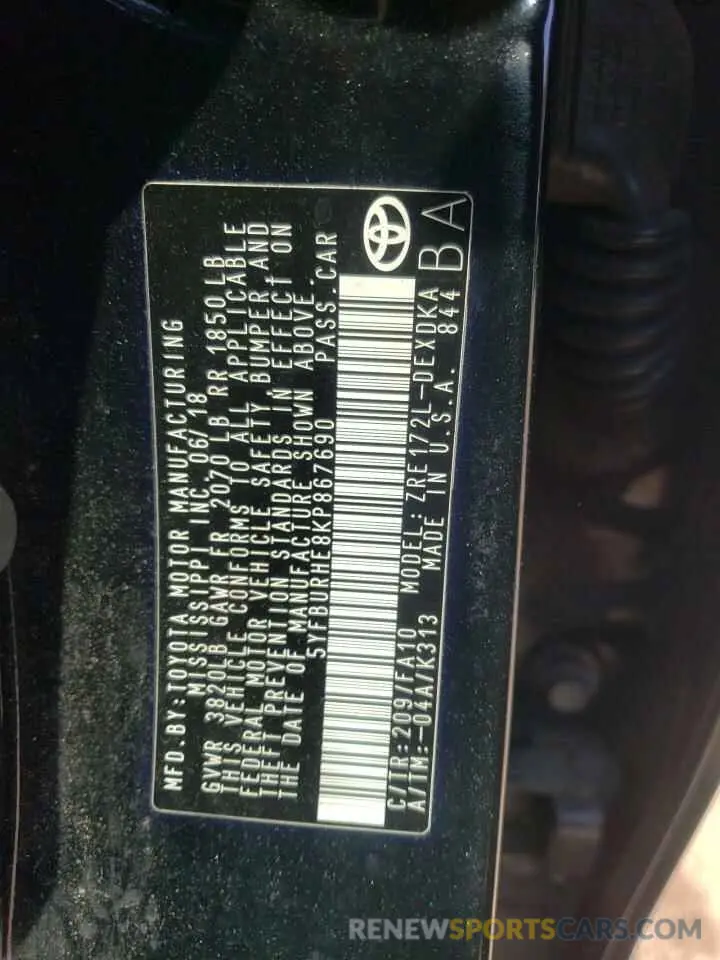 MFD.BY:TOYOTA MOTOR MANUFACTURING
MISSISSIPPI INC. 06/18
GVWR 3820LB GAWR FR 2070 LB RR 1850 LB
THIS VEHICLE CONFORMS TO ALL APPLICABLE
FEDERAL MOTOR VEHICLE SAFETY, BUMPER AND
THEFT PREVENTION STANDARDS IN EFFECT ON
THE DATE OF MANUFACTURE SHOWN ABOVE.
5YFBURHE8KP867690 PASS.CAR
C/TR:209/FA10 MODEL: ZRE172L-DEXDKA
A/TM:-04A/K313 MADE IN U.S.A. 844
BA
RENEWSPORTSCARS.COM